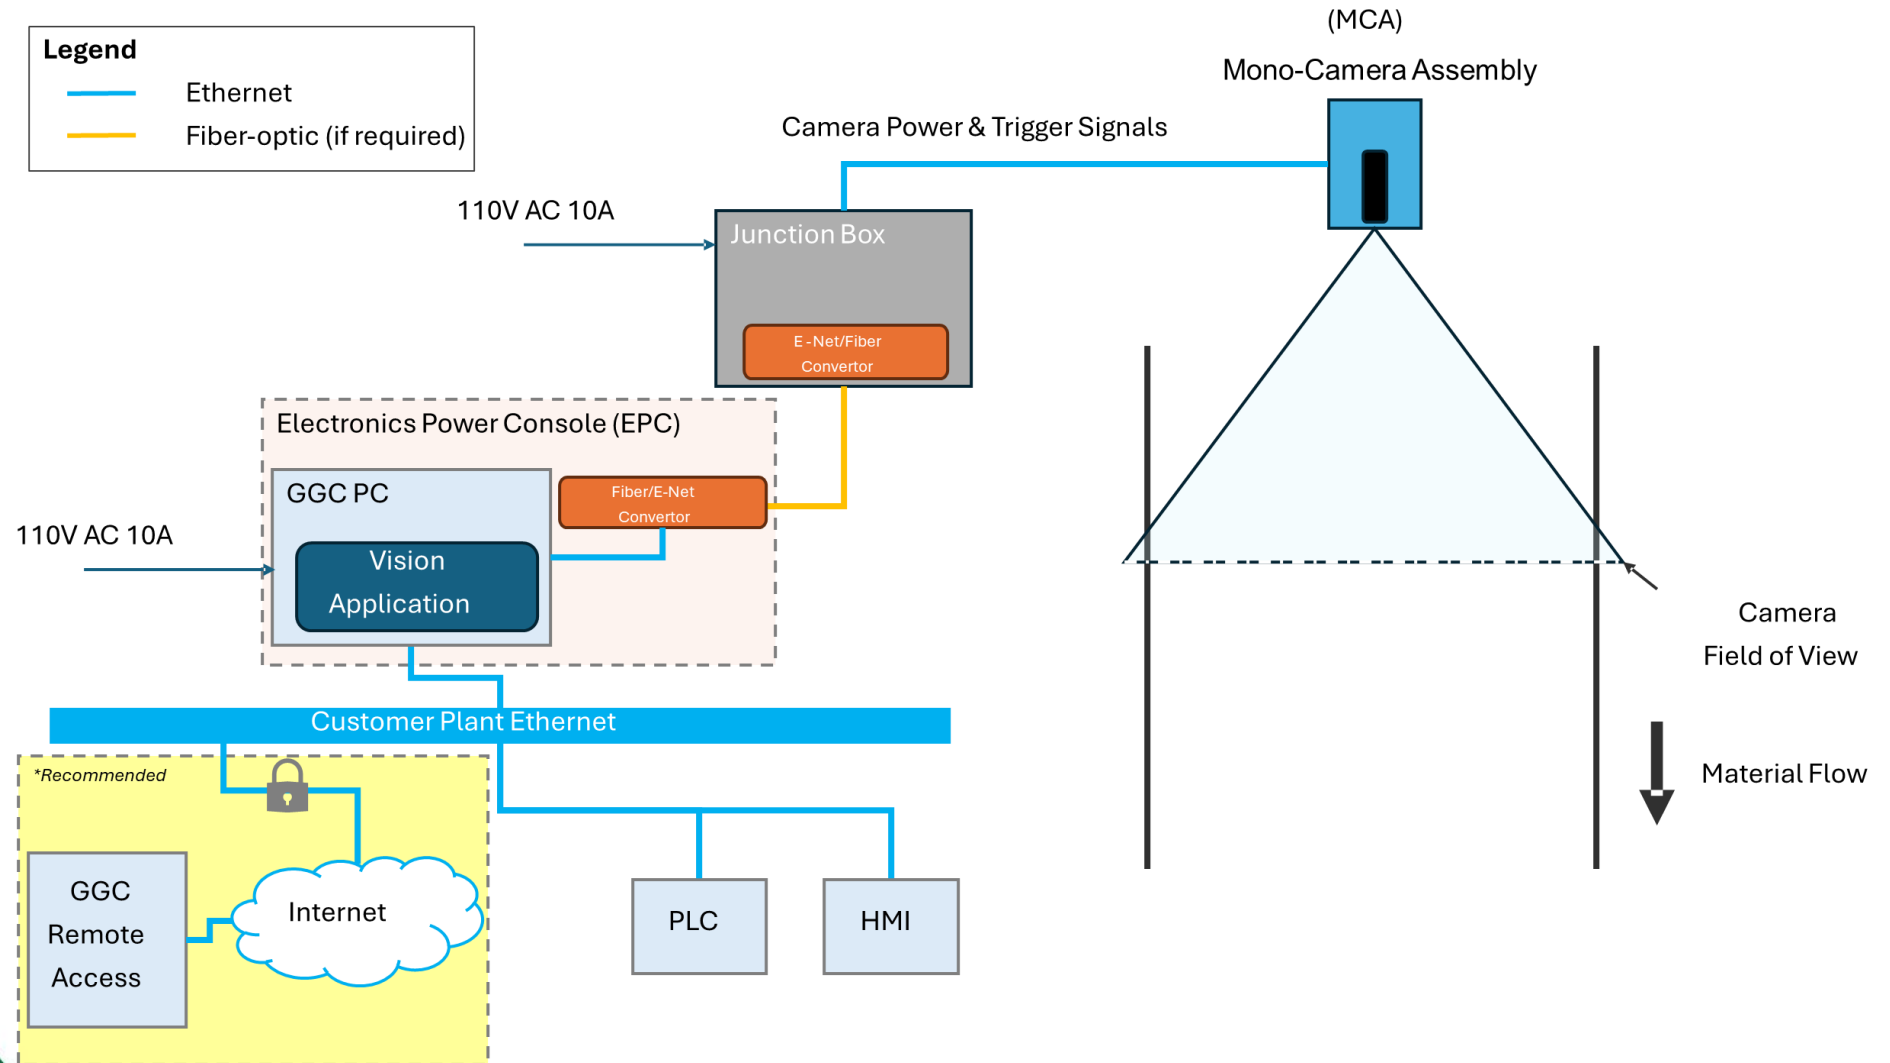 (MCA)
Mono-Camera Assembly
Legend
Ethernet
Fiber-optic (if required)
Camera Power & Trigger Signals
110V AC 10A
Junction Box
E-Net/Fiber
Convertor
Electronics Power Console (EPC)
GGC PC
Fiber/E-Net
Convertor
110V AC 10A
Vision
Application
Camera
Field of View
Customer Plant Ethernet
*Recommended
Material Flow
GGC
Remote
Access
Internet
PLC
HMI